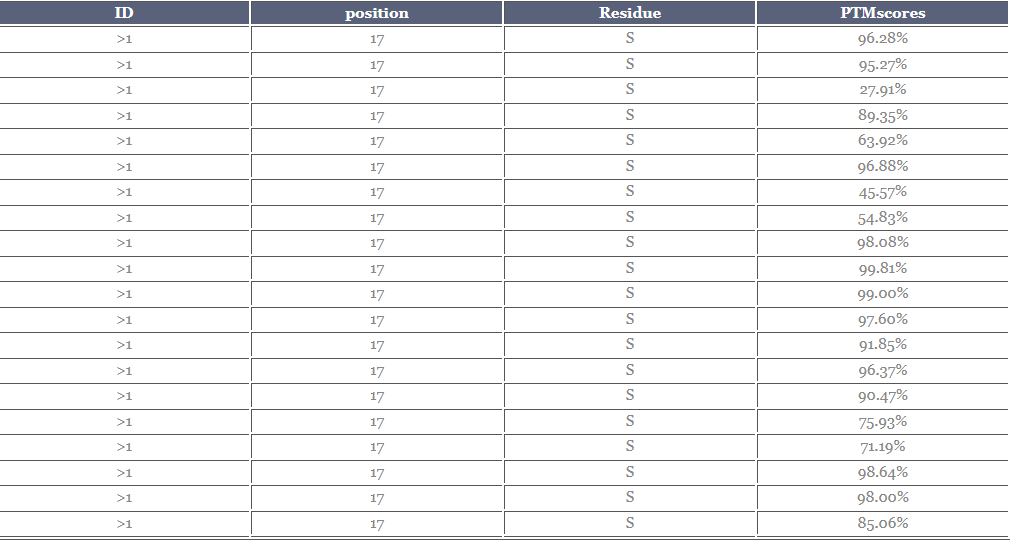 ID position Residue PTMscores
>1 17 S 96.28%
>1 17 S 95.27%
>1 17 S 27.91%
>1 17 S 89.35%
>1 17 S 63.92%
>1 17 S 96.88%
>1 17 S 45.57%
>1 17 S 54.83%
>1 17 S 98.08%
>1 17 S 99.81%
>1 17 S 99.00%
>1 17 S 97.60%
>1 17 S 91.85%
>1 17 S 96.37%
>1 17 S 90.47%
>1 17 S 75.93%
>1 17 S 71.19%
>1 17 S 98.64%
>1 17 S 98.00%
>1 17 S 85.06%